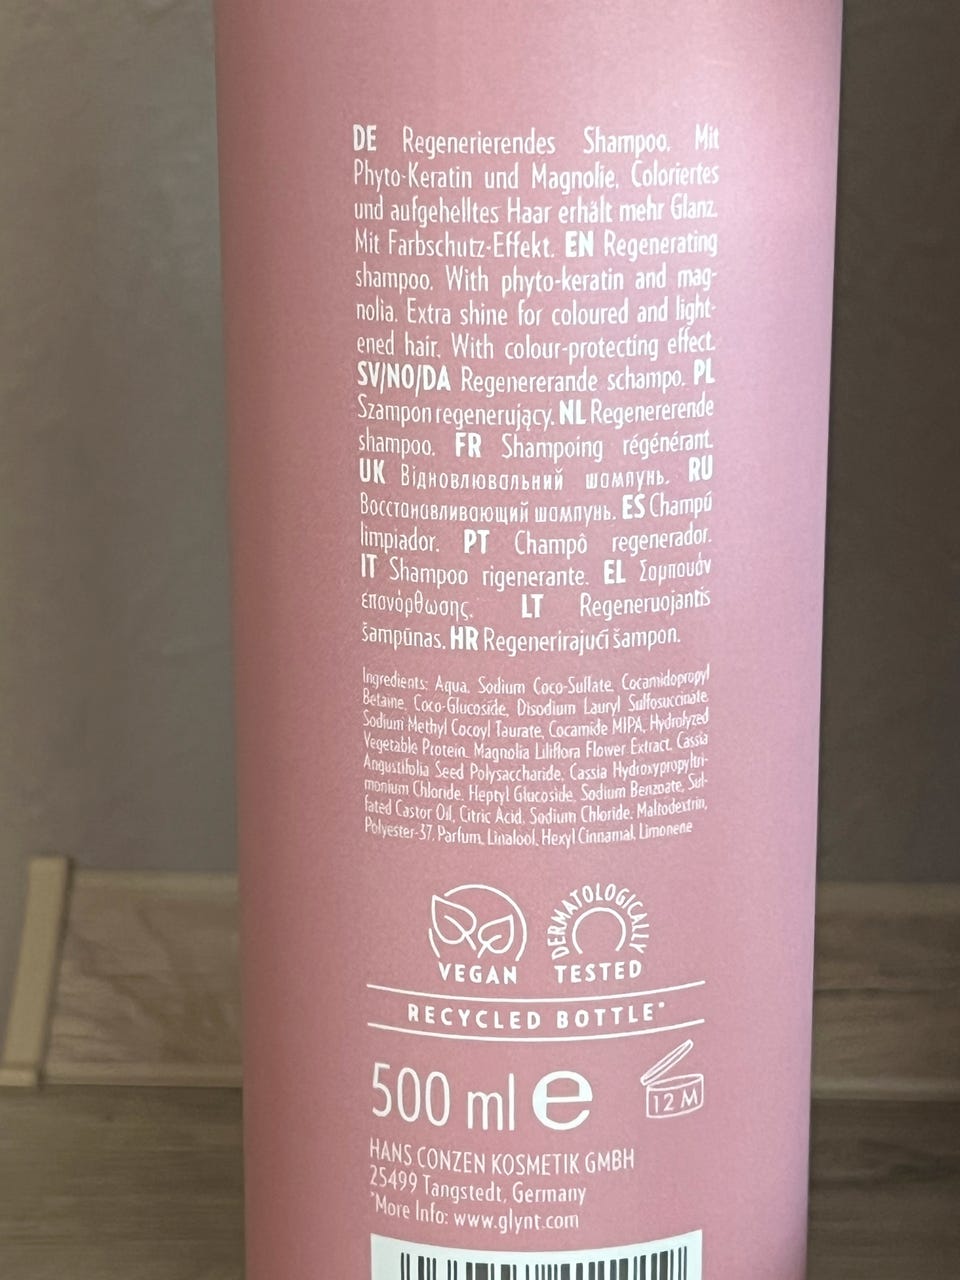 DE Regenerierendes Shampoo. Mit
Phyto-Keratin und Magnolie. Coloriertes
und aufgehelltes Haar erhält mehr Glanz.
Mit Farbschutz-Effekt. EN Regenerating
shampoo. With phyto-keratin and mag-
nolia. Extra shine for coloured and light-
ened hair. With colour-protecting effect.
SV/NO/DA Regenererande schampo. PL
Szampon regenerujący. NL Regenererende
shampoo. FR Shampoing régénérant.
UK Відновлювальний шампунь. RU
Восстанавливающий шампунь. ES Champú
limpiador. PT Champô regenerador.
IT Shampoo rigenerante. EL Σαμπουάν
επανόρθωσης. LT Regeneruojantis
šampūnas. HR Regenerirajući šampon.
Ingredients: Aqua, Sodium Coco-Sulfate, Cocamidopropyl
Betaine, Coco-Glucoside, Disodium Lauryl Sulfosuccinate
Sodium Methyl Cocoyl Taurate, Cocamide MIPA, Hydrolyzed
Vegetable Protein, Magnolia Liliflora Flower Extract, Cassia
Angustifolia Seed Polysaccharide, Cassia Hydroxypropyltri-
monium Chloride, Heptyl Glucoside, Sodium Benzoate, Sul-
fated Castor Oil, Citric Acid, Sodium Chloride, Maltodextrin,
Polyester-37, Parfum, Linalool, Hexyl Cinnamal, Limonene
VEGAN
DERMATOLOGICALLY
TESTED
RECYCLED BOTTLE*
500 ml e
12 M
HANS CONZEN KOSMETIK GMBH
25499 Tangstedt, Germany
*More Info: www.glynt.com